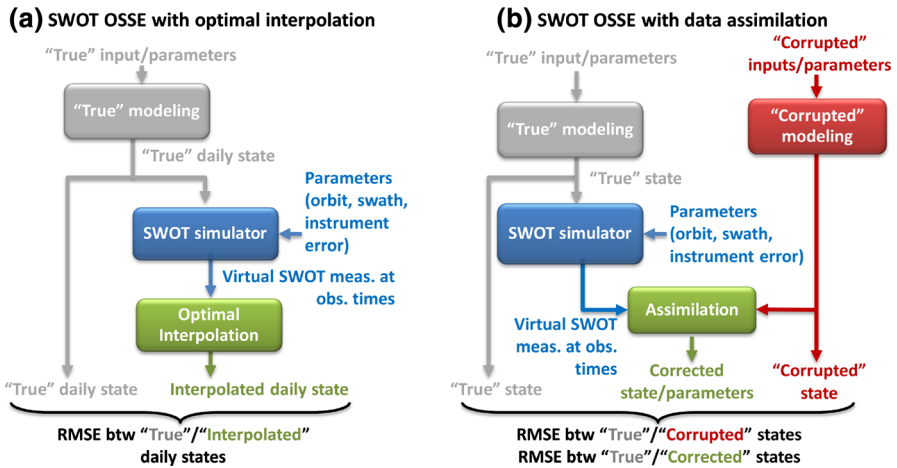 (a) SWOT OSSE with optimal interpolation
“True” input/parameters
“True” modeling
“True” daily state
Parameters
(orbit, swath,
instrument
error)
SWOT simulator
Virtual SWOT meas. at
obs. times
Optimal
Interpolation
“True” daily state
Interpolated daily state
RMSE btw “True”/“Interpolated”
daily states
(b) SWOT OSSE with data assimilation
“True” input/parameters
“Corrupted”
inputs/parameters
“True” modeling
“Corrupted”
modeling
“True” state
SWOT simulator
Parameters
(orbit, swath,
instrument error)
Assimilation
Virtual SWOT
meas. at obs.
times
“True” state
Corrected
state/parameters
“Corrupted”
state
RMSE btw “True”/“Corrupted” states
RMSE btw “True”/“Corrected” states